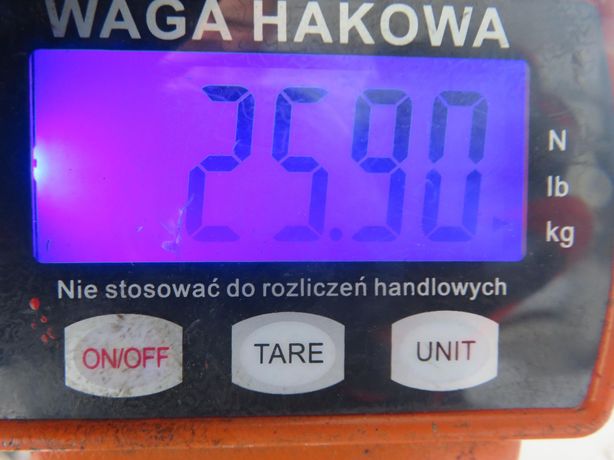 WAGA HAKOWA
25.90
N
lb
kg
Nie stosować do rozliczeń handlowych
ON/OFF
TARE
UNIT